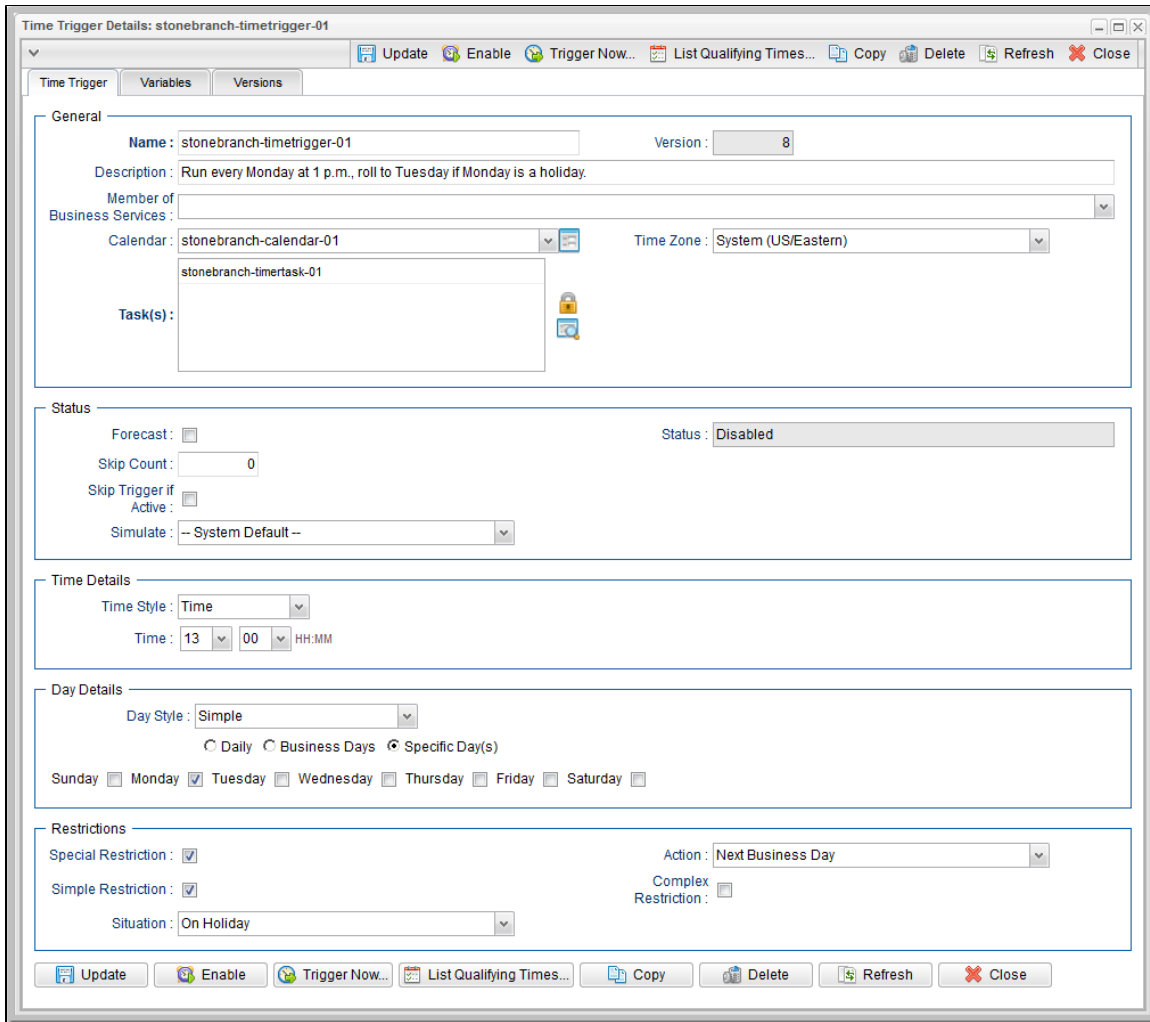 Time Trigger Details: stonebranch-timetrigger-01
Update Enable Trigger Now... List Qualifying Times... Copy Delete Refresh Close
Time Trigger Variables Versions
General
Name : stonebranch-timetrigger-01 Version : 8
Description : Run every Monday at 1 p.m., roll to Tuesday if Monday is a holiday.
Member of
Business Services :
Calendar : stonebranch-calendar-01 Time Zone : System (US/Eastern)
stonebranch-timertask-01
Task(s) :
Status
Forecast : Status : Disabled
Skip Count : 0
Skip Trigger if
Active :
Simulate : -- System Default --
Time Details
Time Style : Time
Time : 13 00 HH:MM
Day Details
Day Style : Simple
Daily Business Days Specific Day(s)
Sunday Monday Tuesday Wednesday Thursday Friday Saturday
Restrictions
Special Restriction : Action : Next Business Day
Simple Restriction : Complex
Restriction :
Situation : On Holiday
Update Enable Trigger Now... List Qualifying Times... Copy Delete Refresh Close